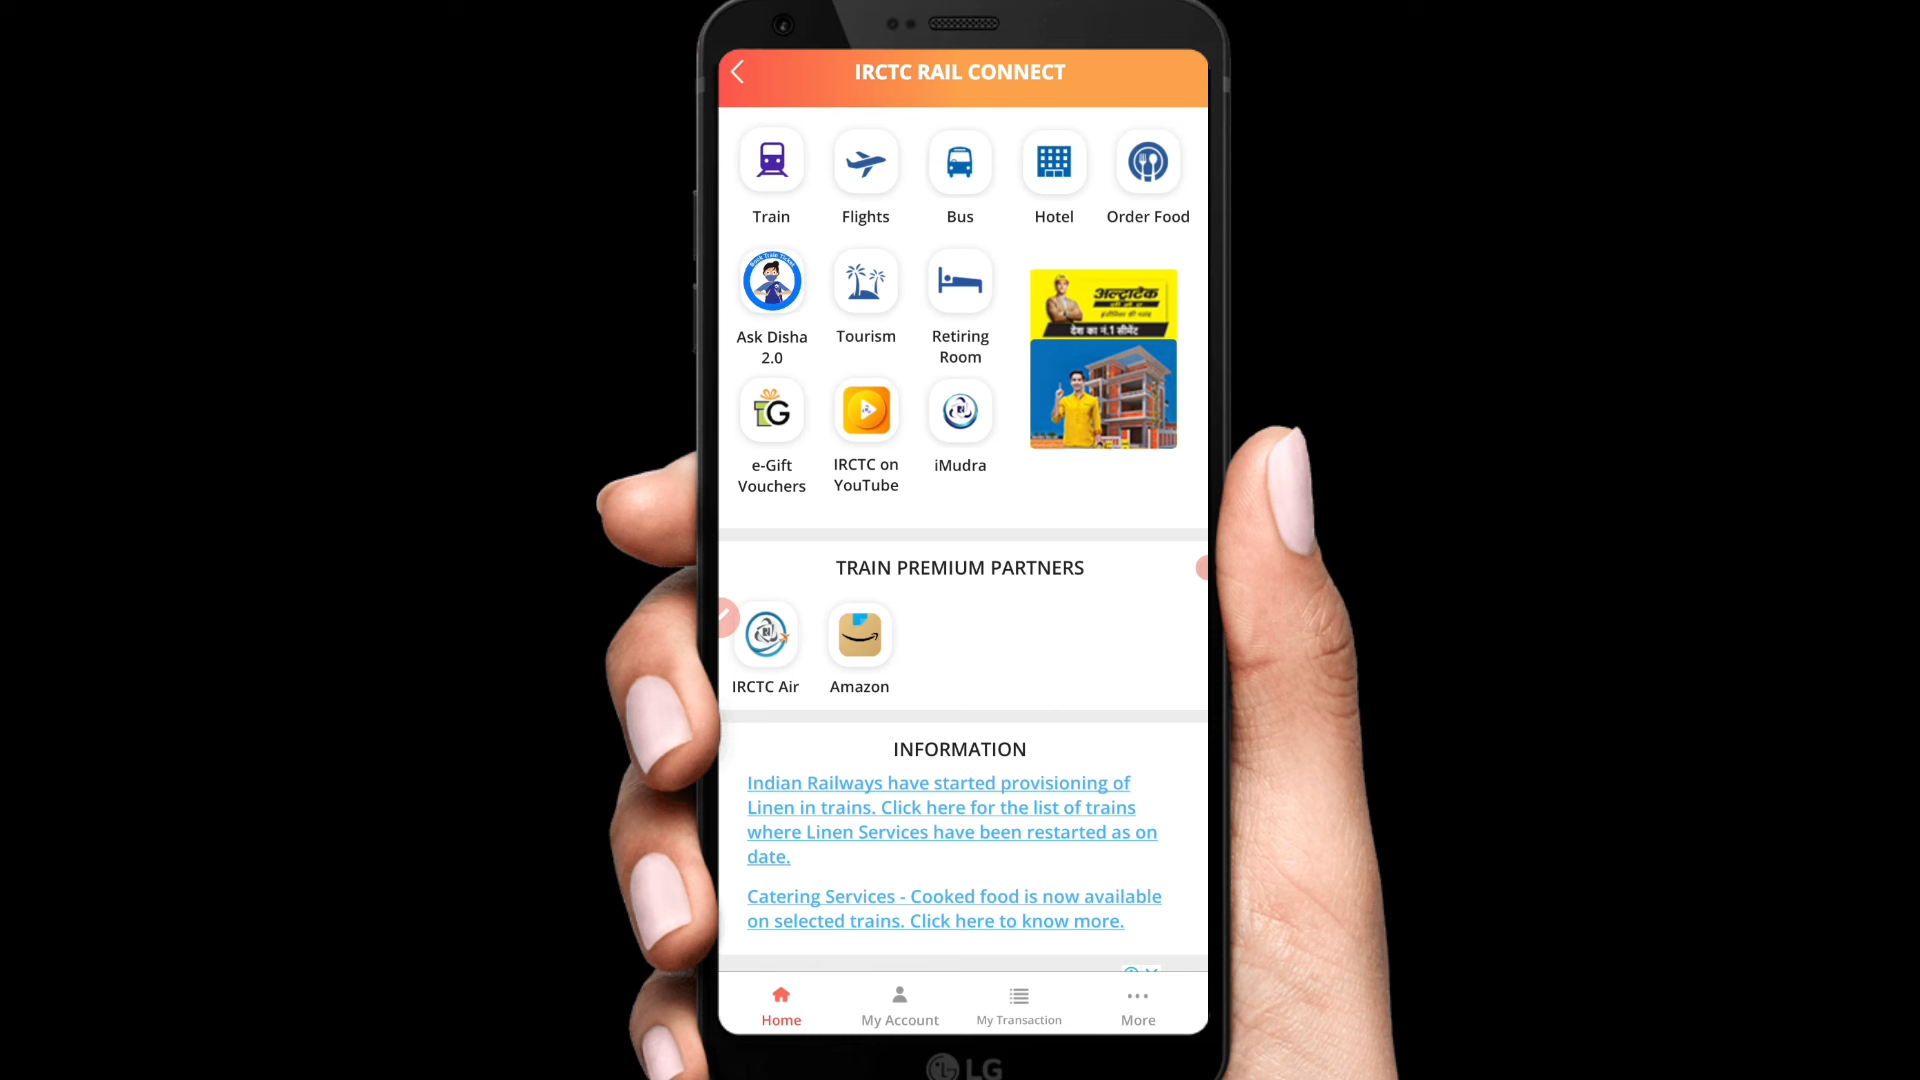 IRCTC RAIL CONNECT
Train
Flights
Bus
Hotel
Order Food
Book Train Ticket
अल्ट्राटेक
देश का नं.1 सीमेंट
Ask Disha
2.0
Tourism
Retiring
Room
TG
e-Gift
Vouchers
IRCTC on
YouTube
iMudra
TRAIN PREMIUM PARTNERS
IRCTC Air
Amazon
INFORMATION
Indian Railways have started provisioning of
Linen in trains. Click here for the list of trains
where Linen Services have been restarted as on
date.
Catering Services - Cooked food is now available
on selected trains. Click here to know more.
Home
My Account
My Transaction
More
LG